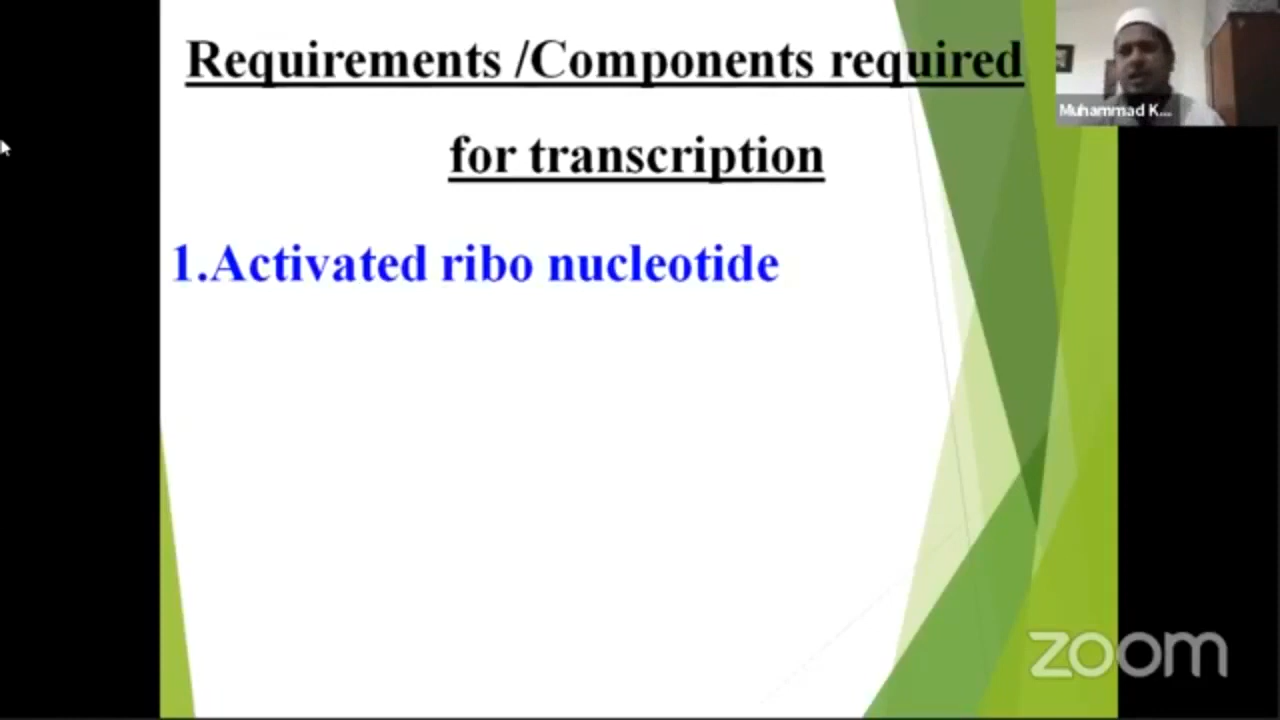 Requirements /Components required
for transcription
1.Activated ribo nucleotide
Muhammad K...
zoom